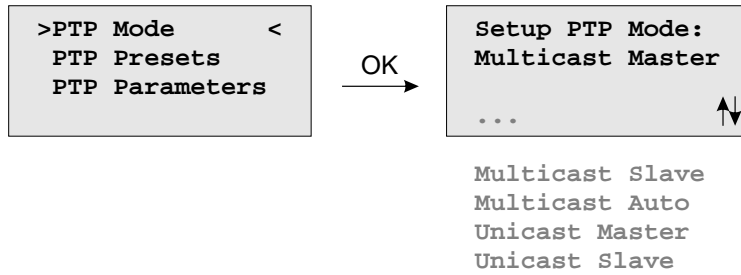 >PTP Mode <
PTP Presets
PTP Parameters
OK
Setup PTP Mode:
Multicast Master
...
Multicast Slave
Multicast Auto
Unicast Master
Unicast Slave